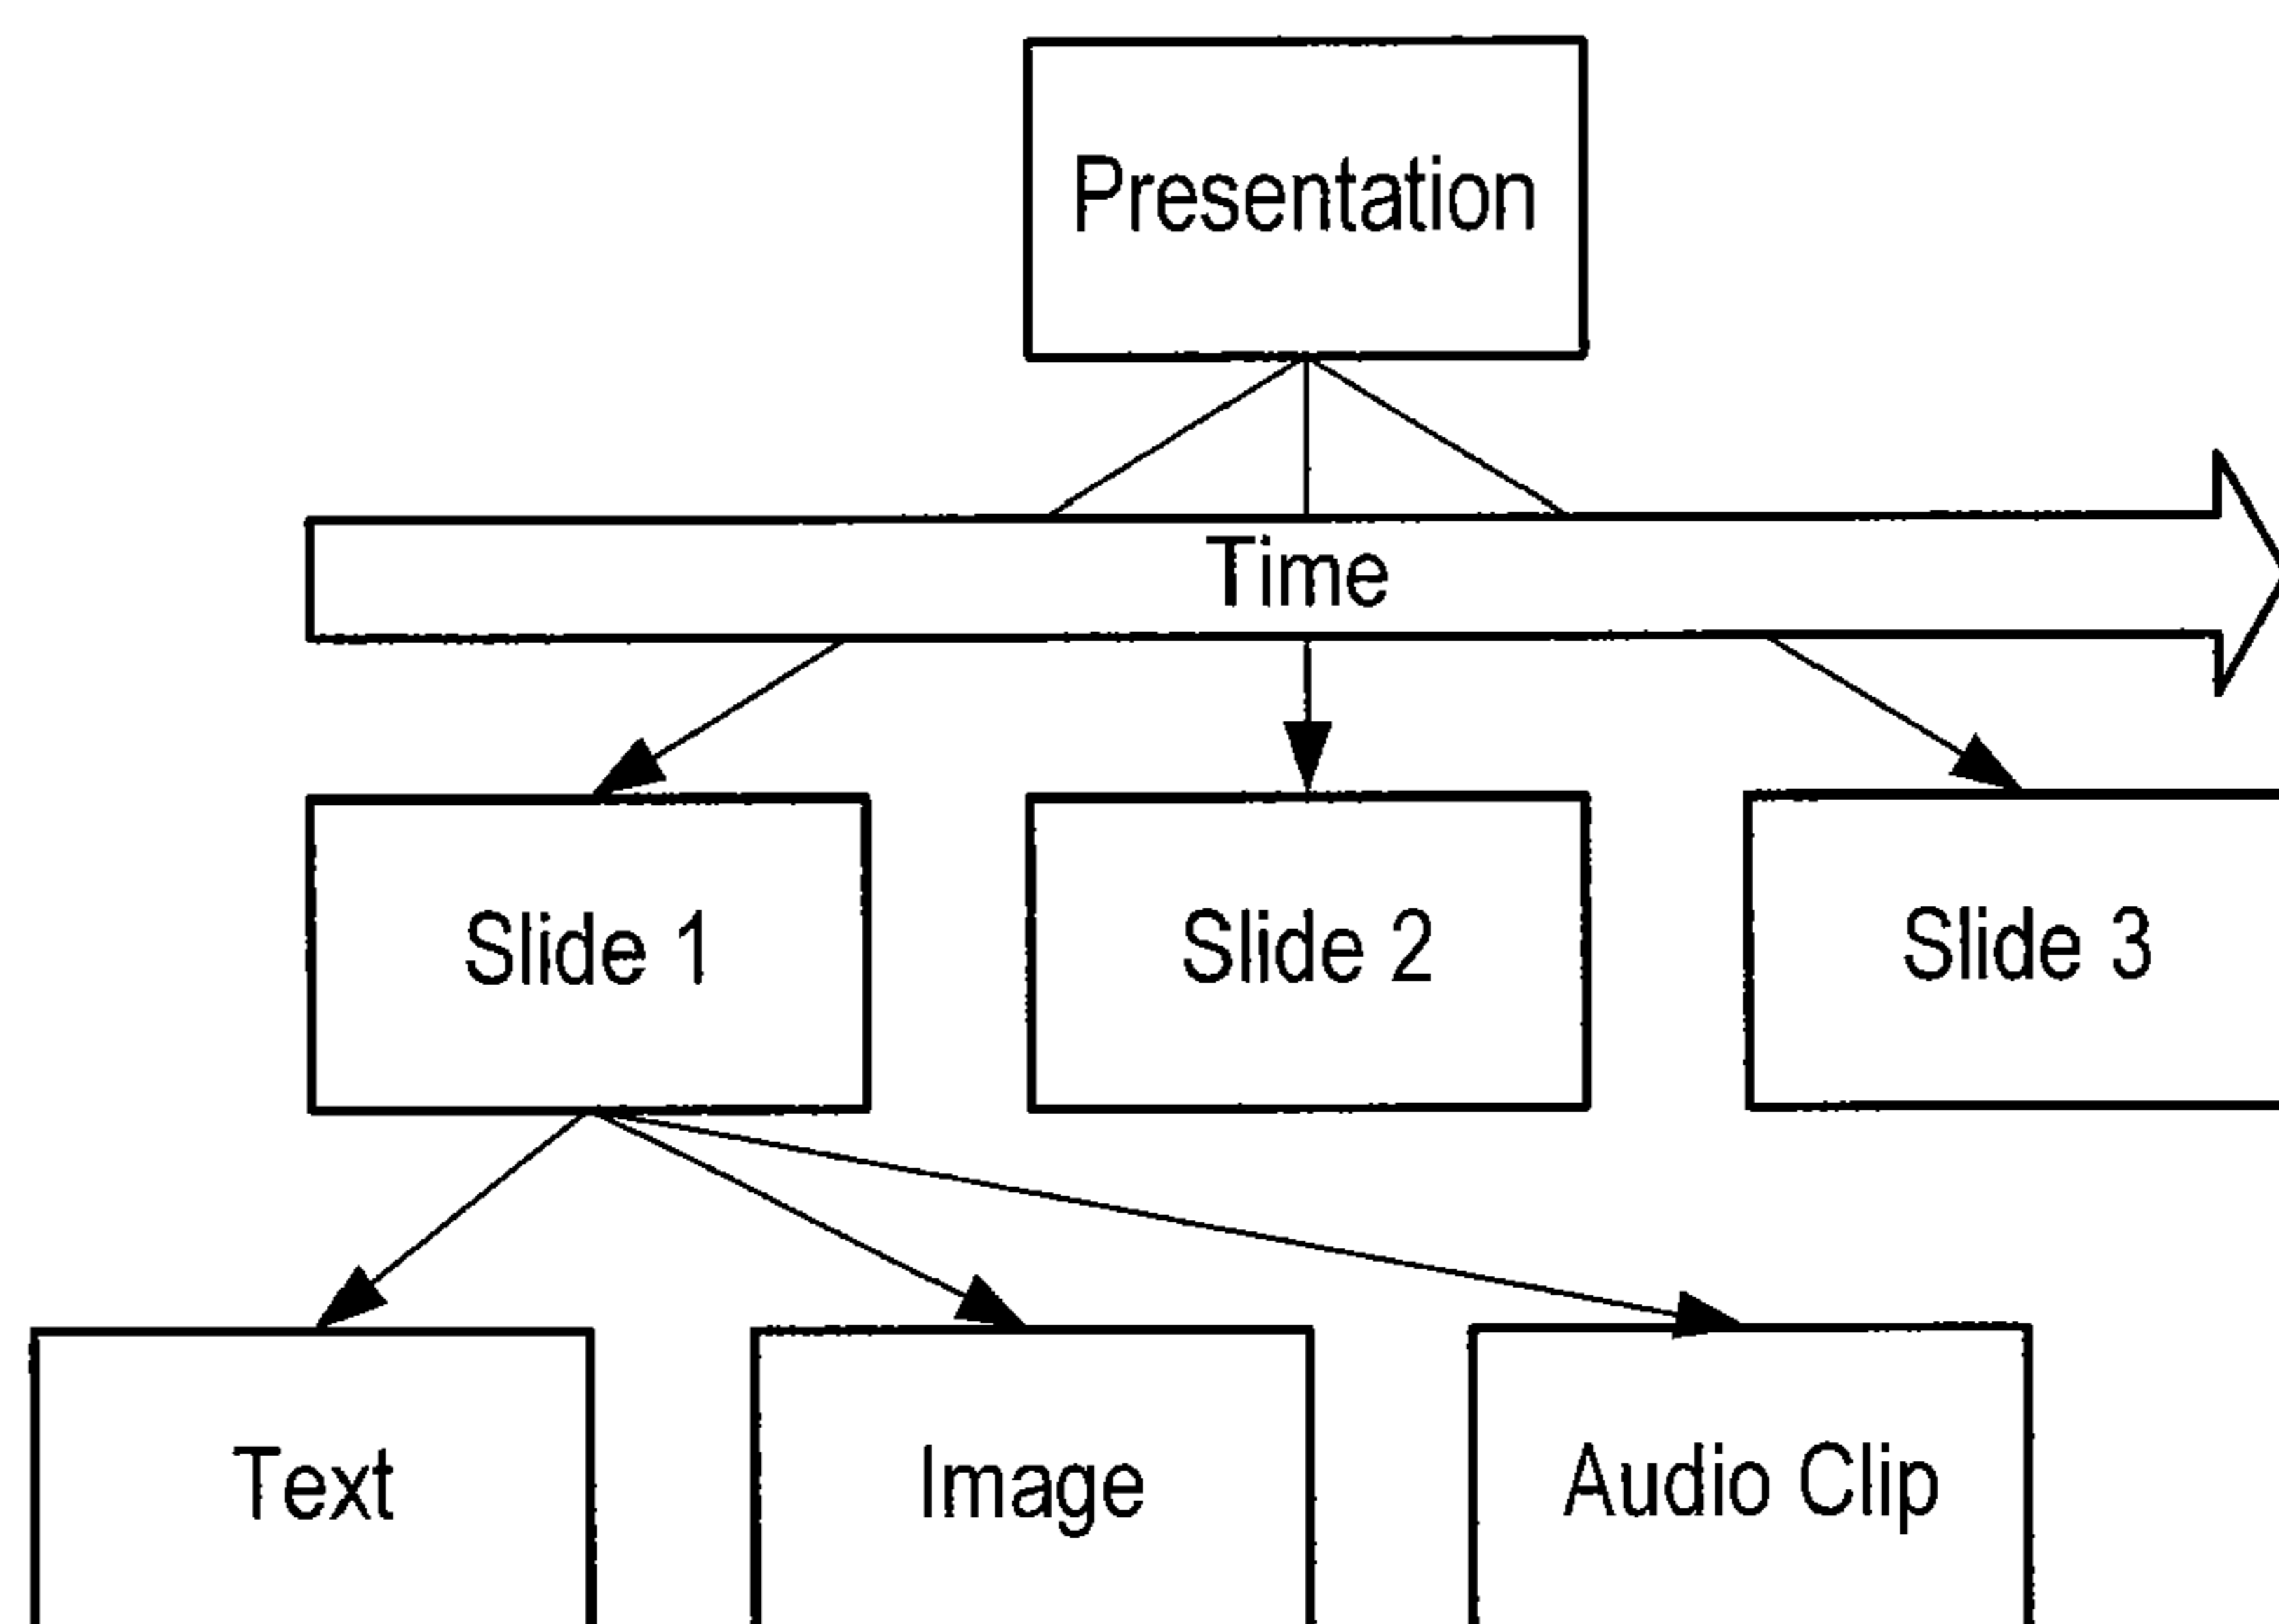 Presentation
Time
Slide 1
Slide 2
Slide 3
Text
Image
Audio Clip